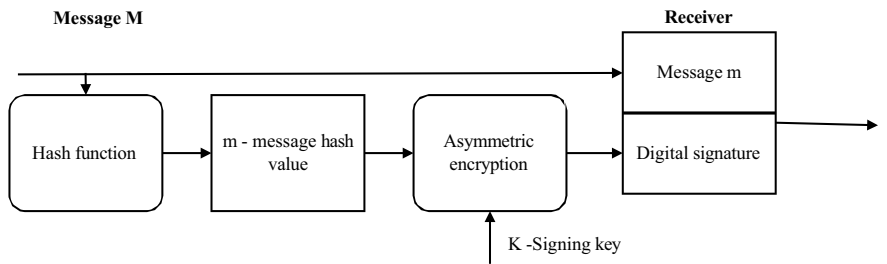 Message M
Receiver
Message m
Hash function
m - message hash
value
Asymmetric
encryption
Digital signature
K -Signing key